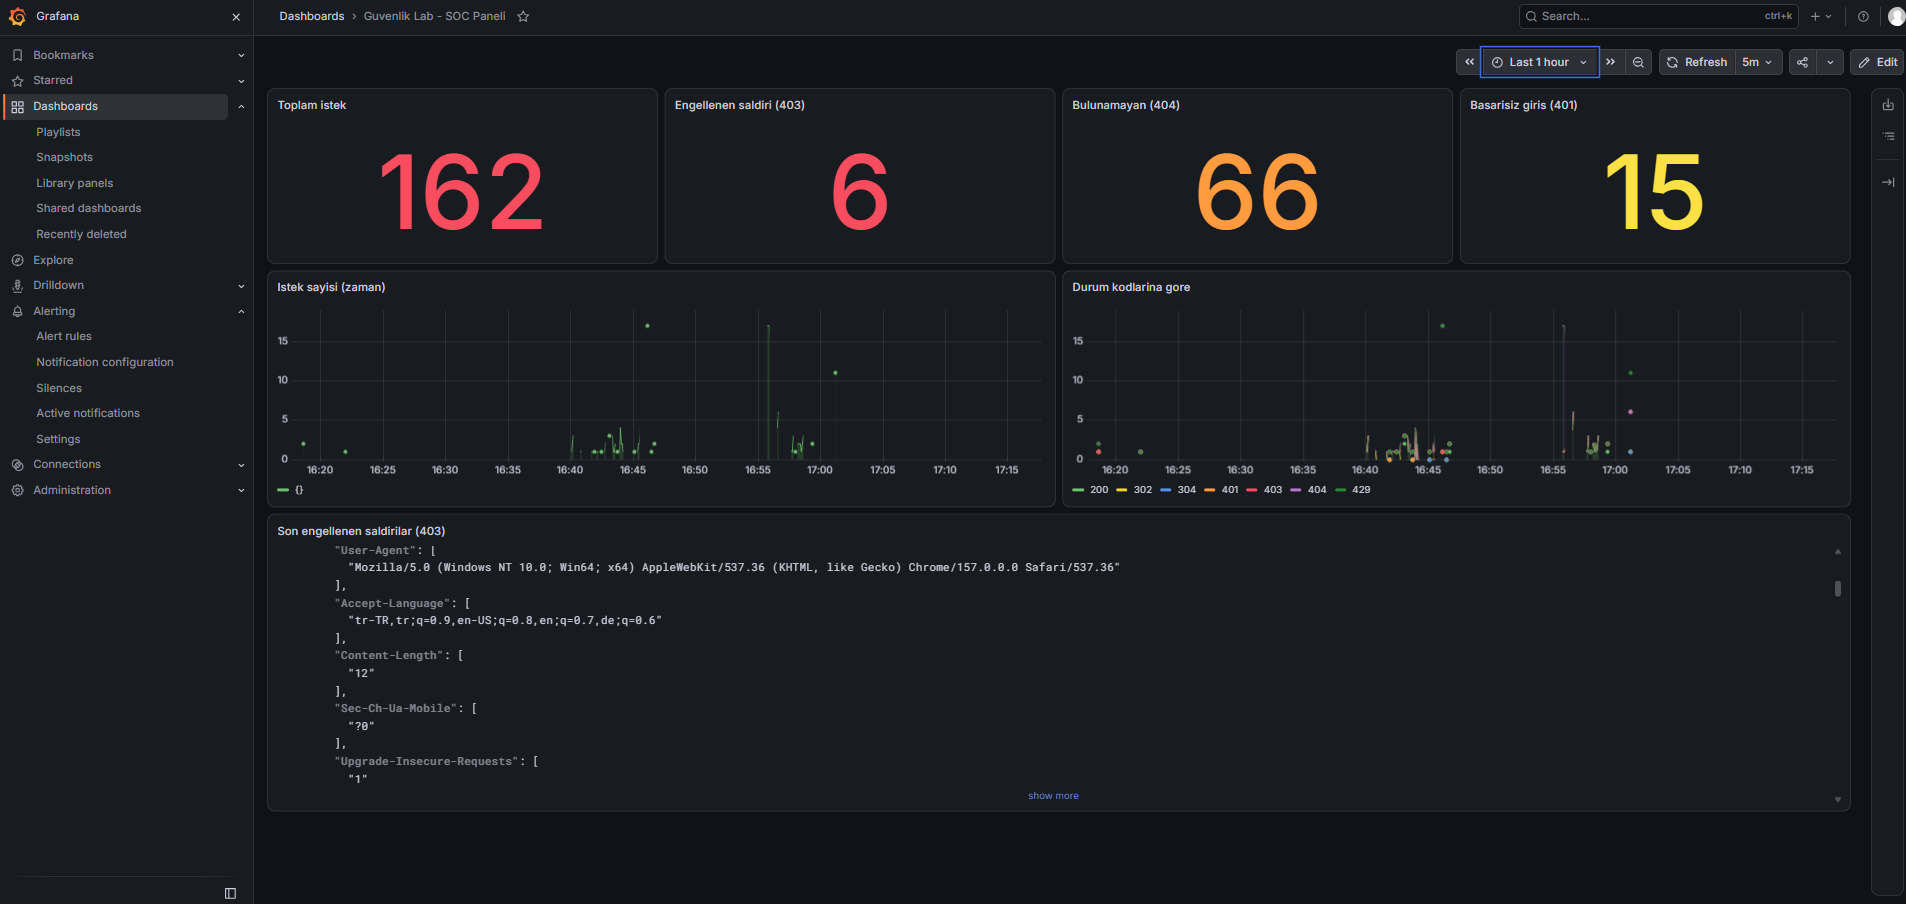 Grafana
Dashboards › Guvenlik Lab - SOC Paneli
Search...
ctrl+k
Bookmarks
Starred
Dashboards
Playlists
Snapshots
Library panels
Shared dashboards
Recently deleted
Explore
Drilldown
Alerting
Alert rules
Notification configuration
Silences
Active notifications
Settings
Connections
Administration
Last 1 hour
Refresh
5m
Edit
Toplam istek
162
Engellenen saldiri (403)
6
Bulunamayan (404)
66
Basarisiz giris (401)
15
Istek sayisi (zaman)
15
10
5
0
16:20 16:25 16:30 16:35 16:40 16:45 16:50 16:55 17:00 17:05 17:10 17:15
{}
Durum kodlarina gore
15
10
5
0
16:20 16:25 16:30 16:35 16:40 16:45 16:50 16:55 17:00 17:05 17:10 17:15
200 302 304 401 403 404 429
Son engellenen saldirilar (403)
"User-Agent": [
"Mozilla/5.0 (Windows NT 10.0; Win64; x64) AppleWebKit/537.36 (KHTML, like Gecko) Chrome/157.0.0.0 Safari/537.36"
],
"Accept-Language": [
"tr-TR,tr;q=0.9,en-US;q=0.8,en;q=0.7,de;q=0.6"
],
"Content-Length": [
"12"
],
"Sec-Ch-Ua-Mobile": [
"?0"
],
"Upgrade-Insecure-Requests": [
"1"
show more